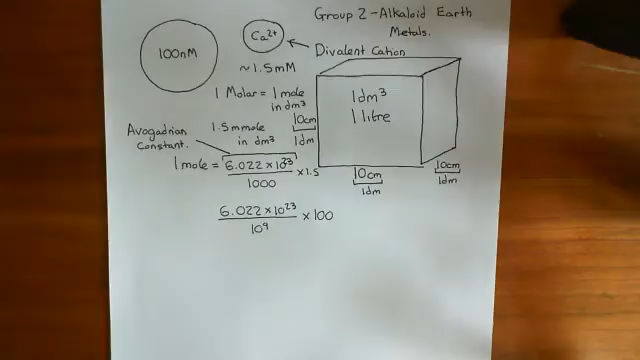 Group 2 - Alkaloid Earth
Metals.
100nM
Ca2+
Divalent Cation
~1.5mM
1 Molar = 1 mole
in dm³
1dm³
1 litre
10cm
1dm
1.5mmole
in dm³
Avogadrian
Constant.
1 mole = 6.022 × 10²³ × 1.5
1000
10cm
1dm
10cm
1dm
6.022 × 10²³ × 100
10⁹